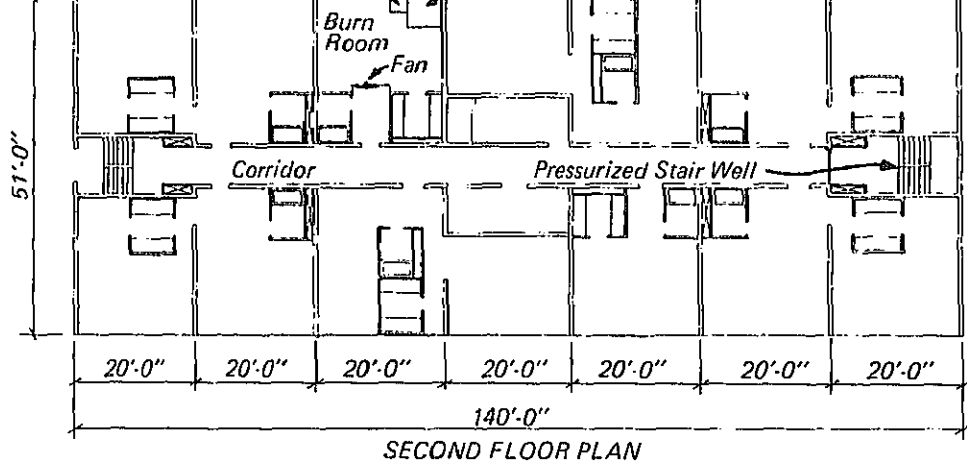 Burn
Room
Fan
51'-0"
Corridor
Pressurized Stair Well
20'-0" 20'-0" 20'-0" 20'-0" 20'-0" 20'-0" 20'-0"
140'-0"
SECOND FLOOR PLAN